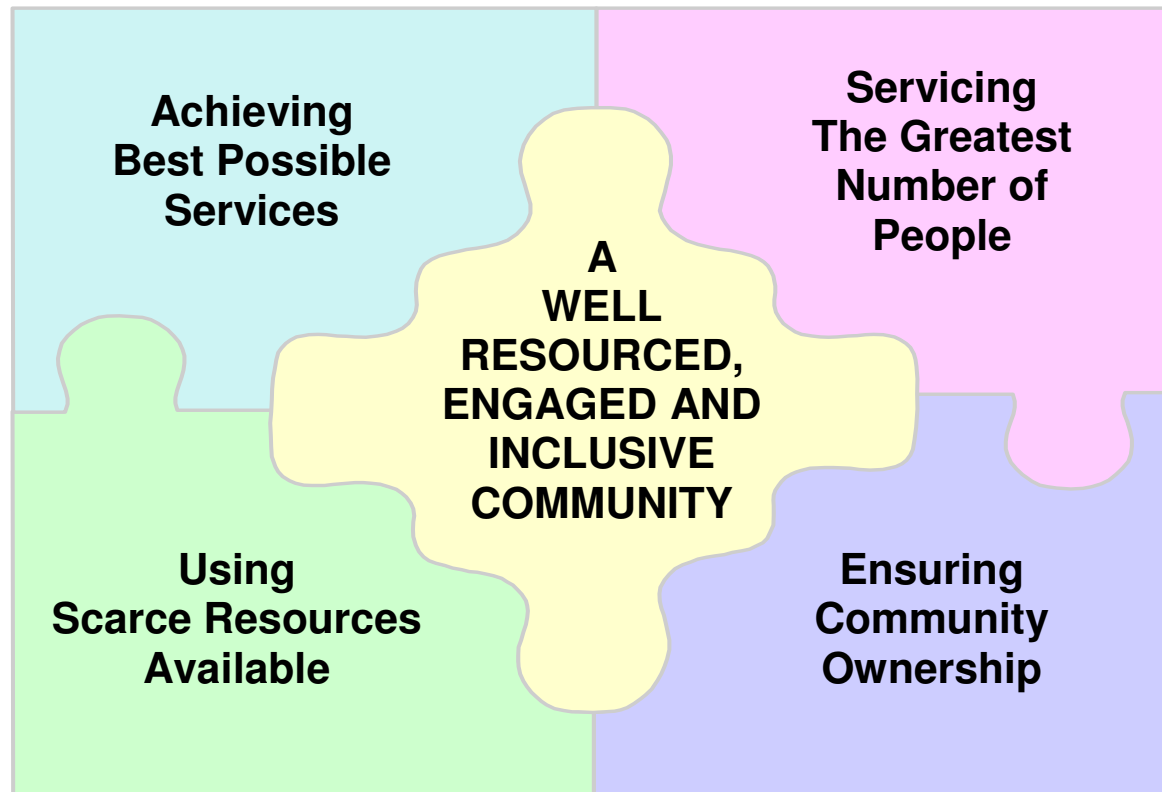 Achieving
Best Possible
Services
Servicing
The Greatest
Number of
People
A
WELL
RESOURCED,
ENGAGED AND
INCLUSIVE
COMMUNITY
Using
Scarce Resources
Available
Ensuring
Community
Ownership